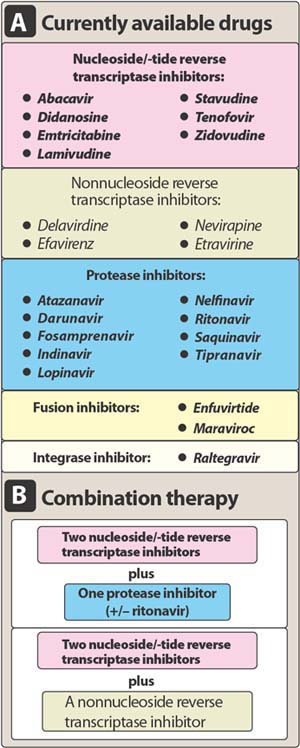 A Currently available drugs
Nucleoside/-tide reverse
transcriptase inhibitors:
● Abacavir
● Didanosine
● Emtricitabine
● Lamivudine
● Stavudine
● Tenofovir
● Zidovudine
Nonnucleoside reverse
transcriptase inhibitors:
● Delavirdine
● Efavirenz
● Nevirapine
● Etravirine
Protease inhibitors:
● Atazanavir
● Darunavir
● Fosamprenavir
● Indinavir
● Lopinavir
● Nelfinavir
● Ritonavir
● Saquinavir
● Tipranavir
Fusion inhibitors:
● Enfuvirtide
● Maraviroc
Integrase inhibitor:
● Raltegravir
B Combination therapy
Two nucleoside/-tide reverse
transcriptase inhibitors
plus
One protease inhibitor
(+/– ritonavir)
Two nucleoside/-tide reverse
transcriptase inhibitors
plus
A nonnucleoside reverse
transcriptase inhibitor